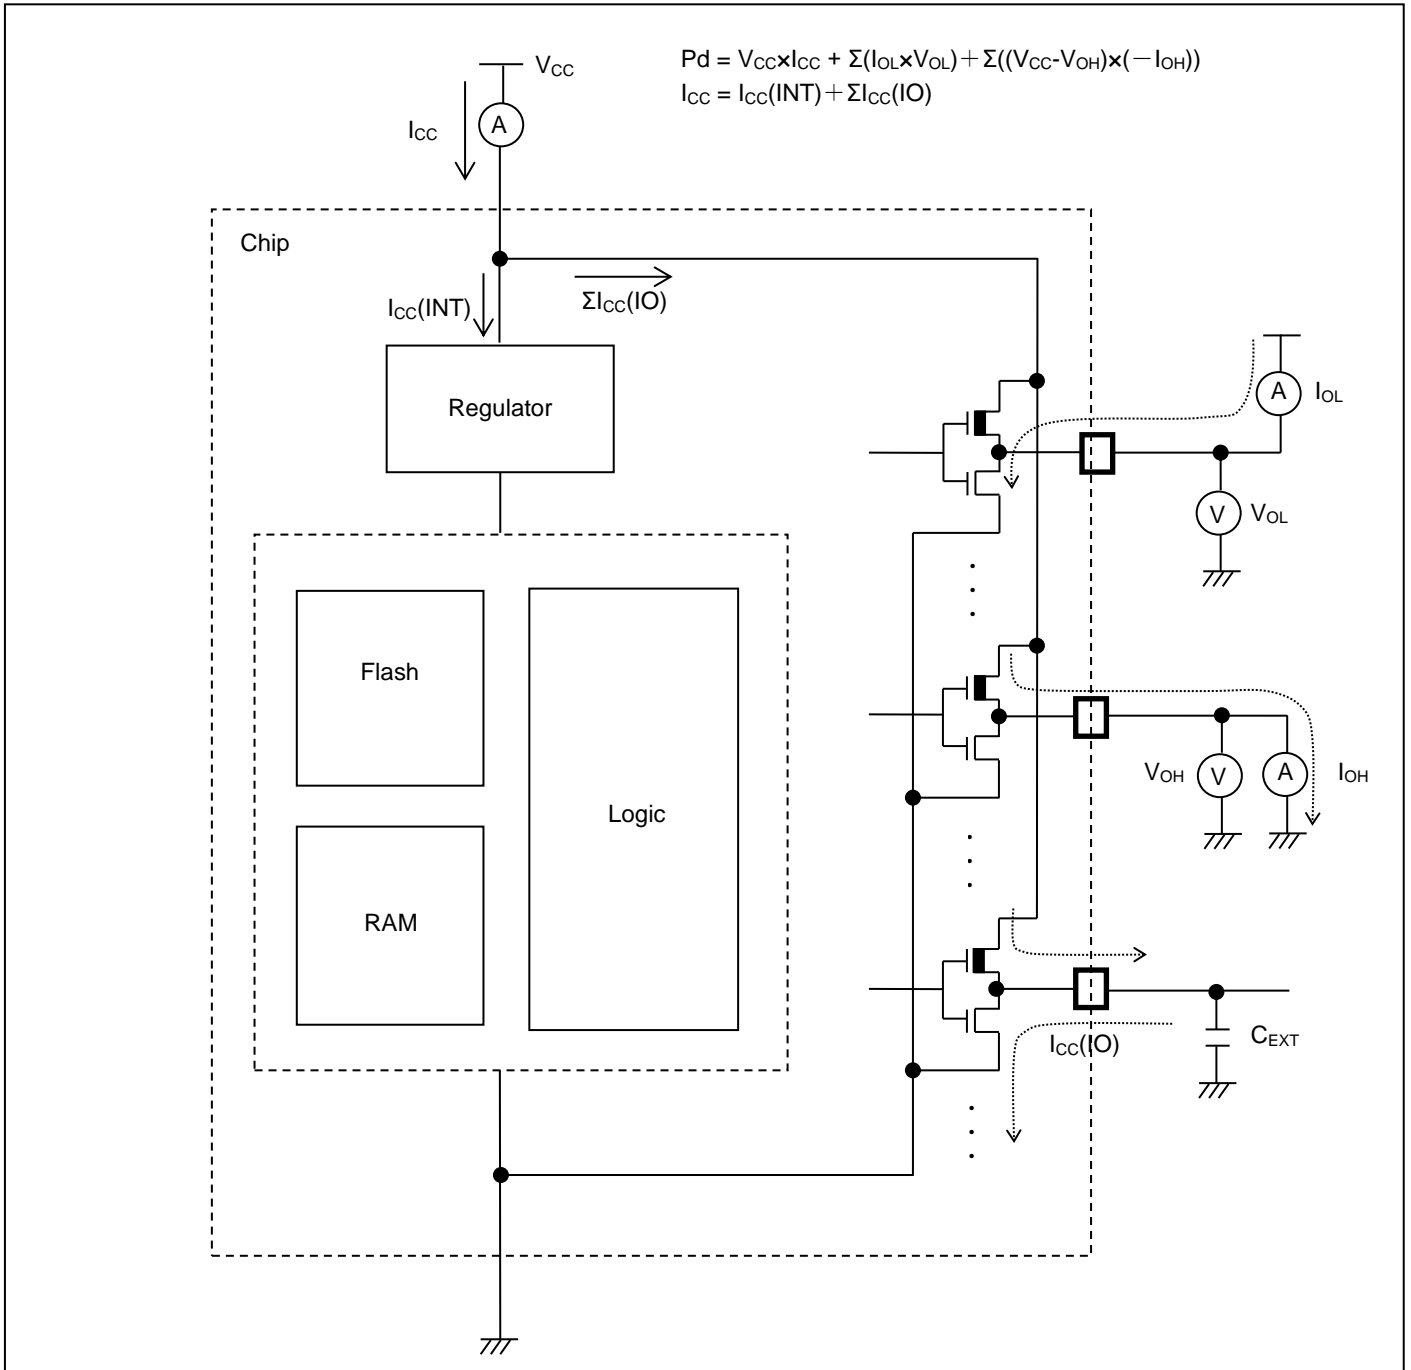 Pd = VCC×ICC + Σ(IOL×VOL)＋Σ((VCC-VOH)×(－IOH))
ICC = ICC(INT)＋ΣICC(IO)
VCC
A
ICC
Chip
ICC(INT)
ΣICC(IO)
Regulator
A
IOL
V
VOL
Flash
Logic
RAM
VOH
V
A
IOH
ICC(IO)
CEXT